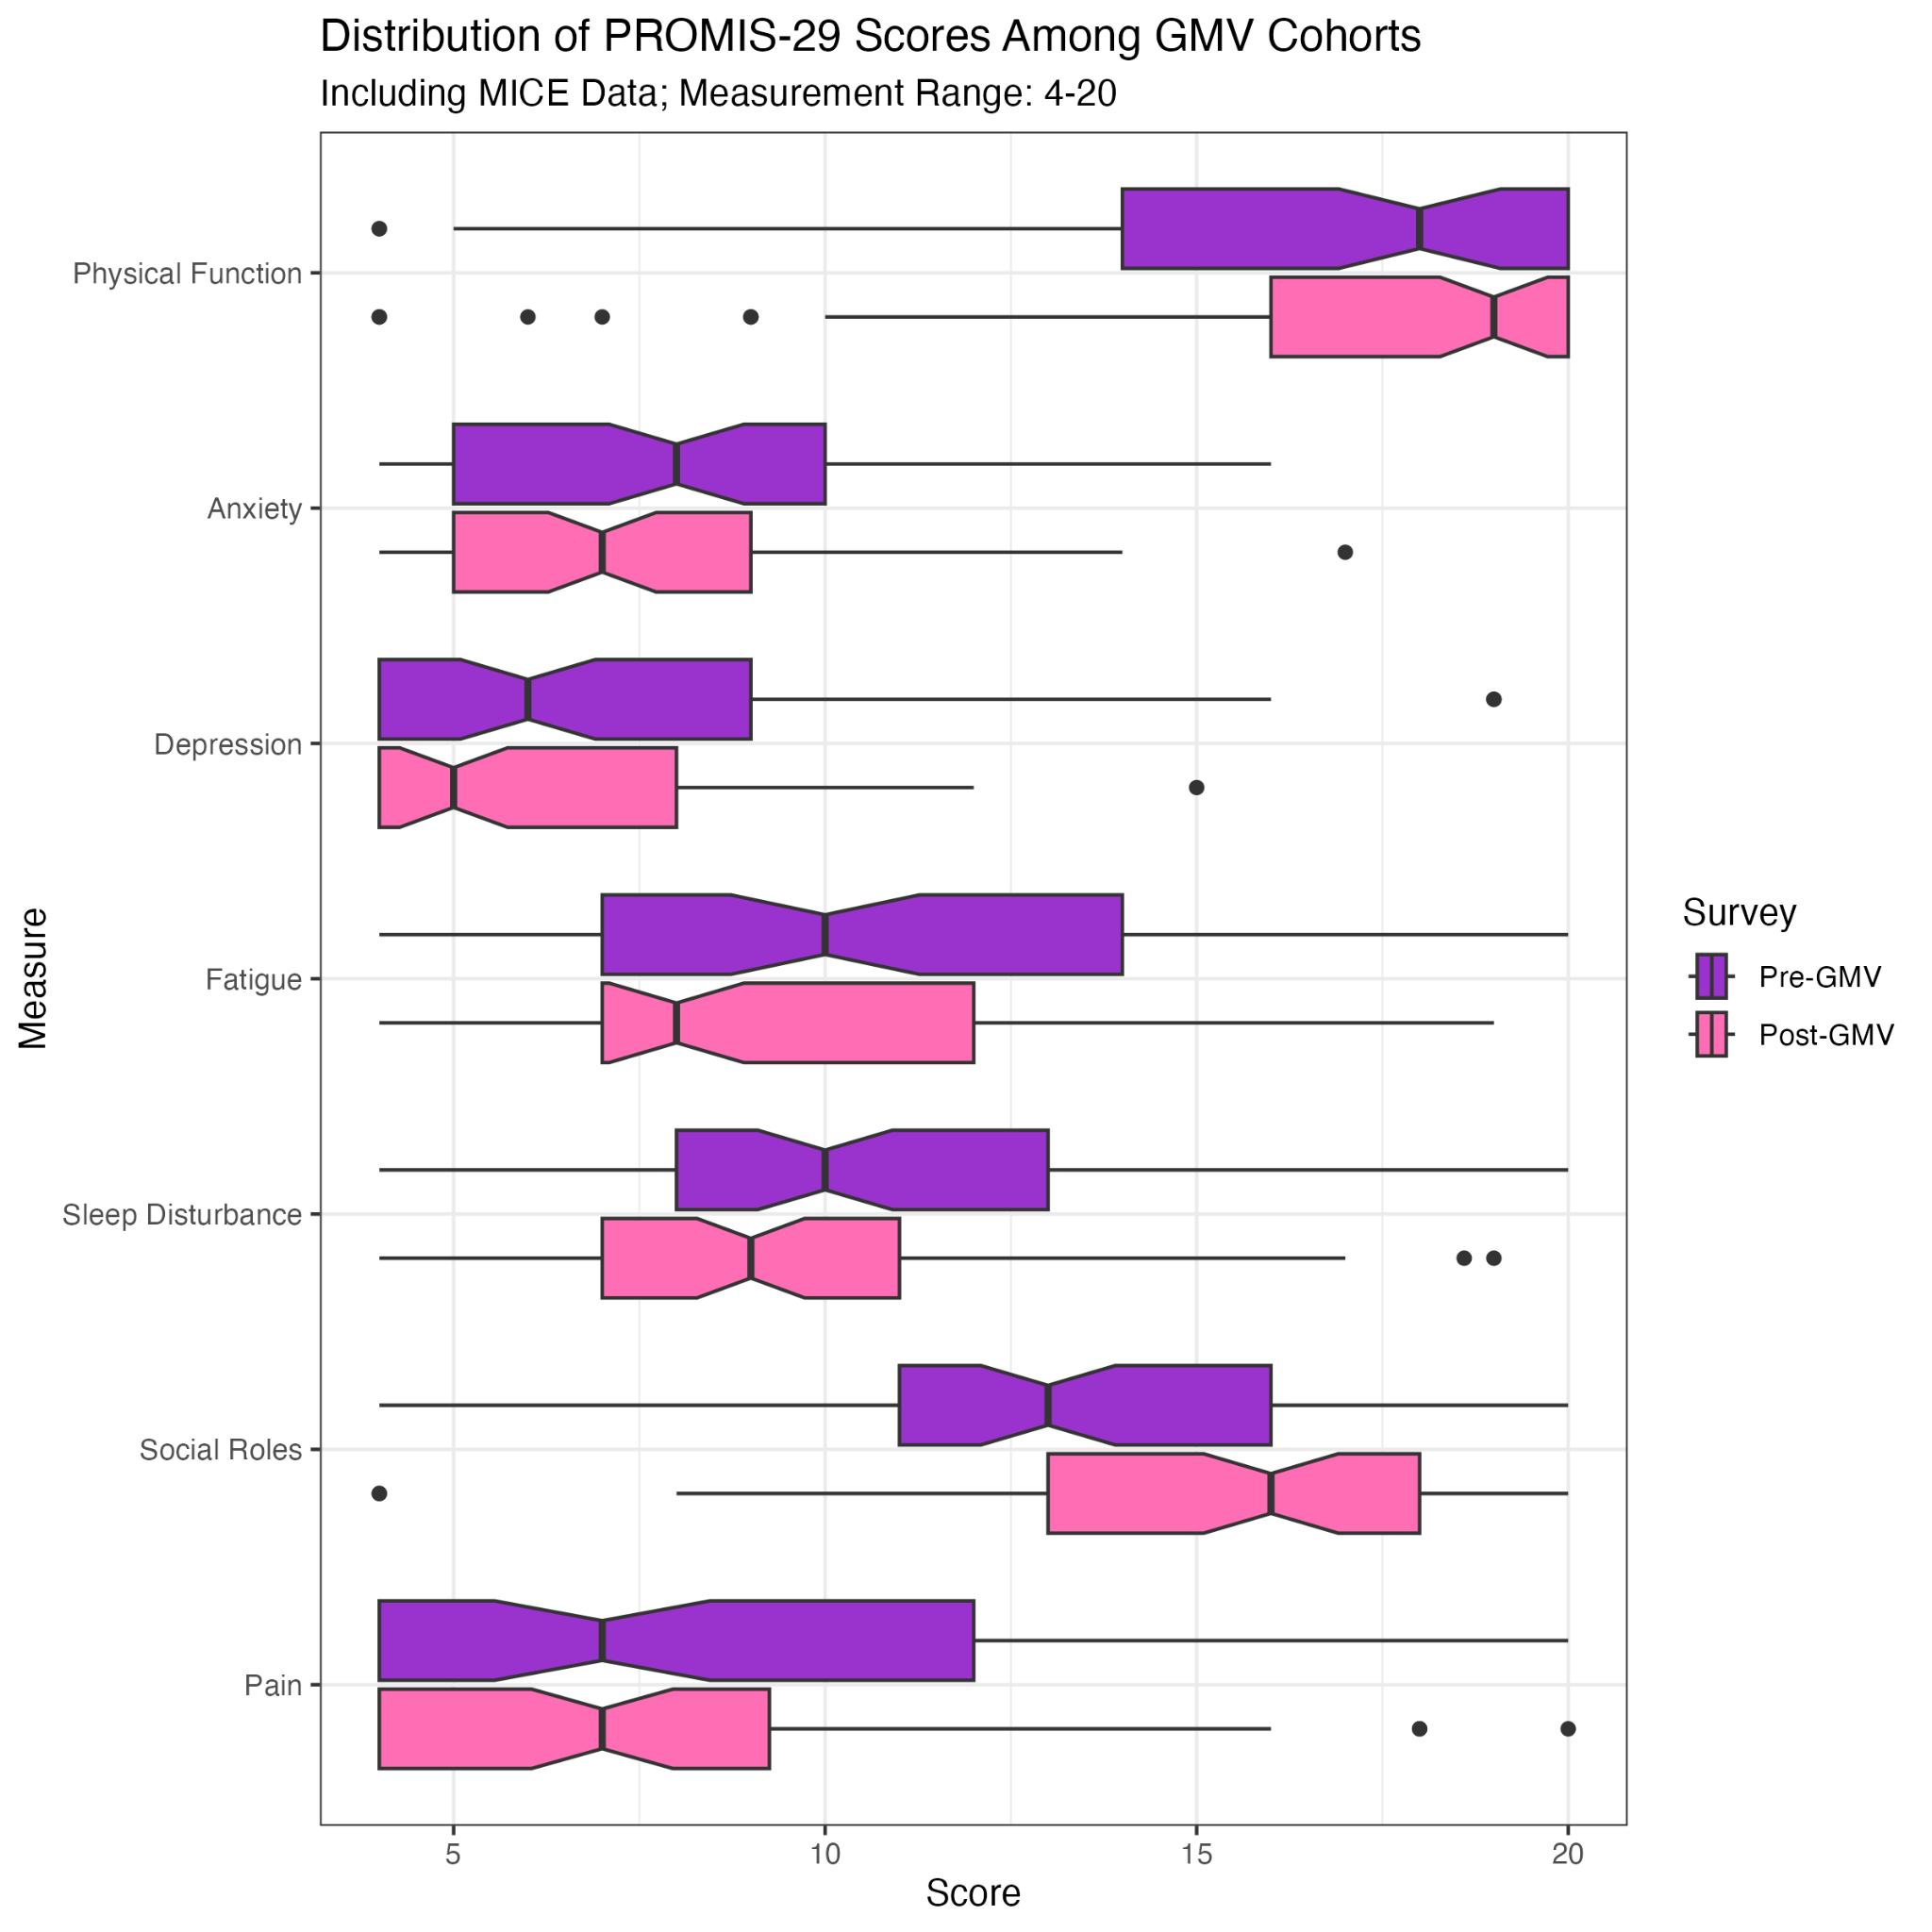 Distribution of PROMIS-29 Scores Among GMV Cohorts
Including MICE Data; Measurement Range: 4-20
Physical Function
Anxiety
Depression
Fatigue
Sleep Disturbance
Social Roles
Pain
Measure
5
10
15
20
Score
Survey
Pre-GMV
Post-GMV